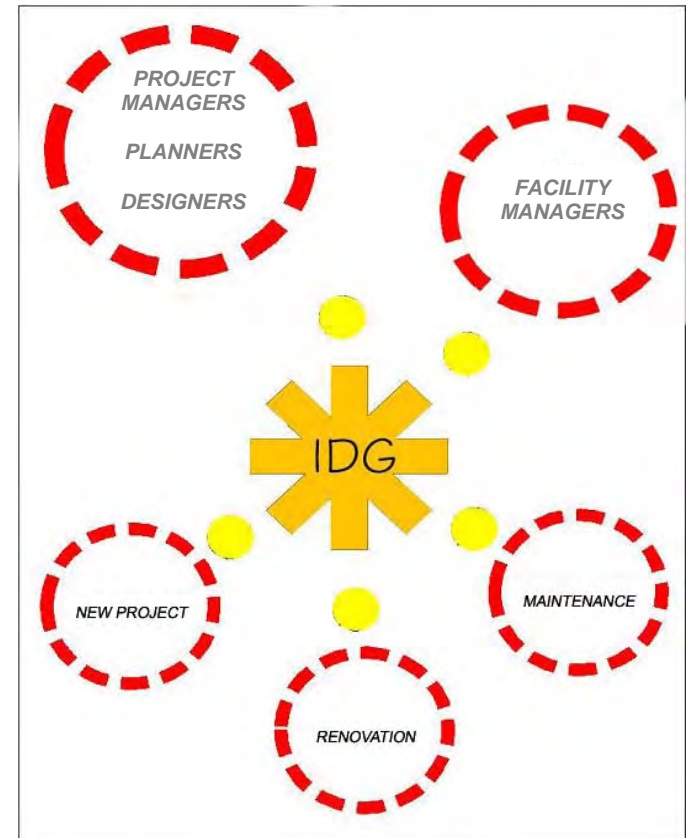 PROJECT
MANAGERS
PLANNERS
DESIGNERS
FACILITY
MANAGERS
IDG
NEW PROJECT
MAINTENANCE
RENOVATION